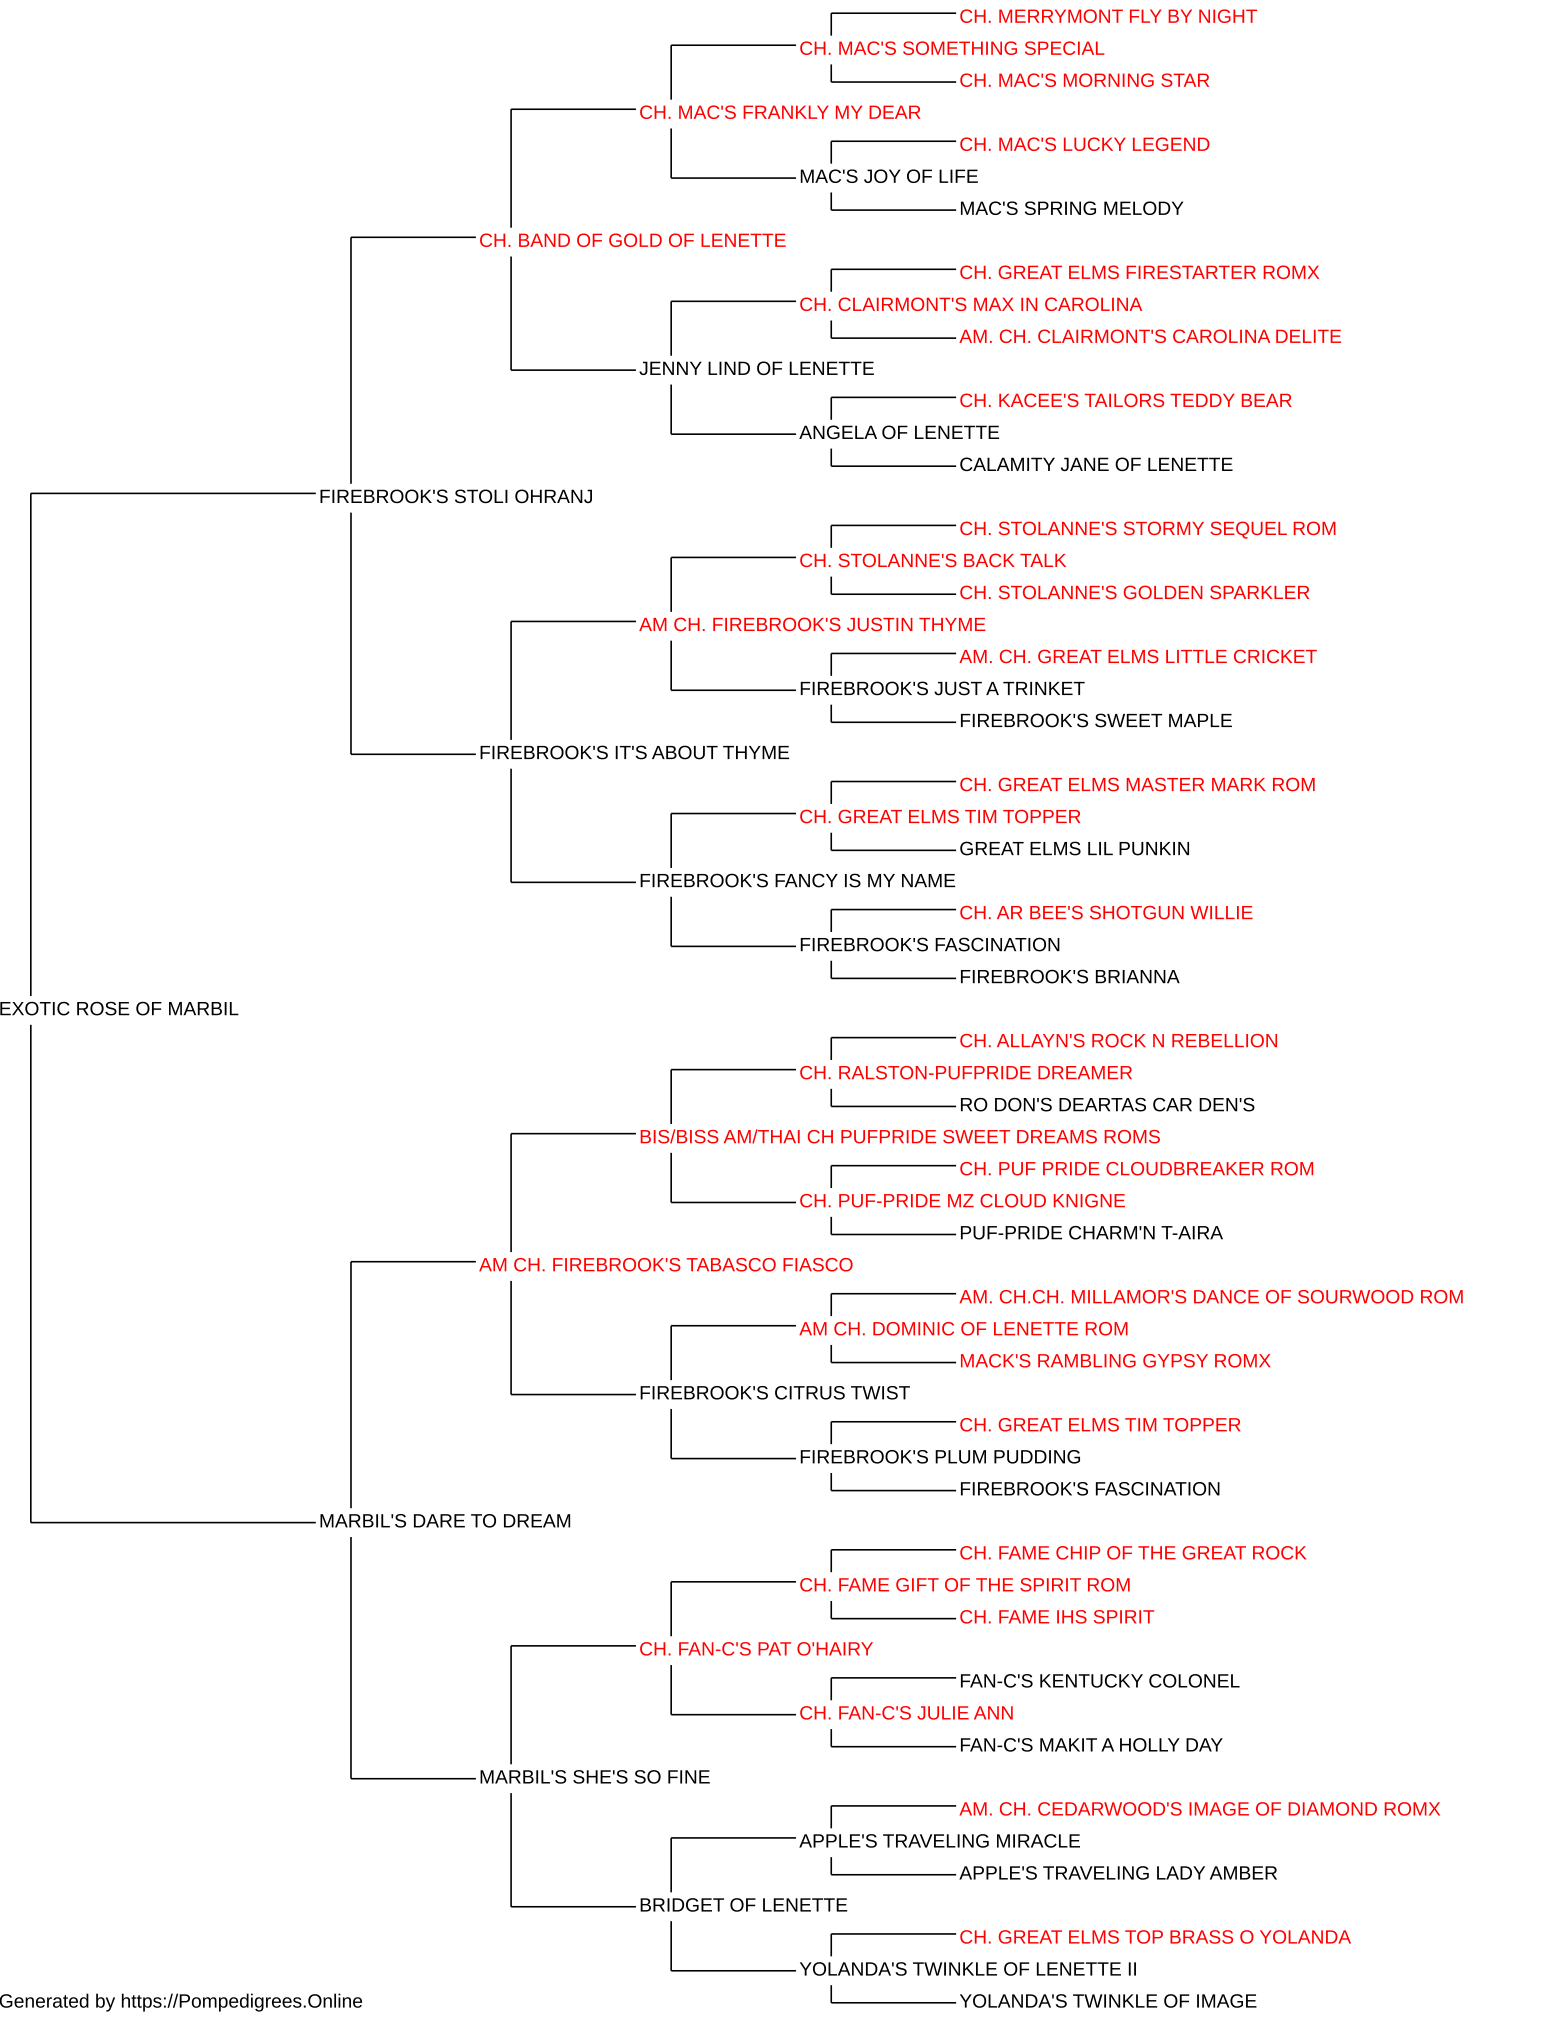 CH. MERRYMONT FLY BY NIGHT
CH. MAC'S SOMETHING SPECIAL
CH. MAC'S MORNING STAR
CH. MAC'S FRANKLY MY DEAR
CH. MAC'S LUCKY LEGEND
MAC'S JOY OF LIFE
MAC'S SPRING MELODY
CH. BAND OF GOLD OF LENETTE
CH. GREAT ELMS FIRESTARTER ROMX
CH. CLAIRMONT'S MAX IN CAROLINA
AM. CH. CLAIRMONT'S CAROLINA DELITE
JENNY LIND OF LENETTE
CH. KACEE'S TAILORS TEDDY BEAR
ANGELA OF LENETTE
CALAMITY JANE OF LENETTE
FIREBROOK'S STOLI OHRANJ
CH. STOLANNE'S STORMY SEQUEL ROM
CH. STOLANNE'S BACK TALK
CH. STOLANNE'S GOLDEN SPARKLER
AM CH. FIREBROOK'S JUSTIN THYME
AM. CH. GREAT ELMS LITTLE CRICKET
FIREBROOK'S JUST A TRINKET
FIREBROOK'S SWEET MAPLE
FIREBROOK'S IT'S ABOUT THYME
CH. GREAT ELMS MASTER MARK ROM
CH. GREAT ELMS TIM TOPPER
GREAT ELMS LIL PUNKIN
FIREBROOK'S FANCY IS MY NAME
CH. AR BEE'S SHOTGUN WILLIE
FIREBROOK'S FASCINATION
FIREBROOK'S BRIANNA
EXOTIC ROSE OF MARBIL
CH. ALLAYN'S ROCK N REBELLION
CH. RALSTON-PUFPRIDE DREAMER
RO DON'S DEARTAS CAR DEN'S
BIS/BISS AM/THAI CH PUFPRIDE SWEET DREAMS ROMS
CH. PUF PRIDE CLOUDBREAKER ROM
CH. PUF-PRIDE MZ CLOUD KNIGNE
PUF-PRIDE CHARM'N T-AIRA
AM CH. FIREBROOK'S TABASCO FIASCO
AM. CH.CH. MILLAMOR'S DANCE OF SOURWOOD ROM
AM CH. DOMINIC OF LENETTE ROM
MACK'S RAMBLING GYPSY ROMX
FIREBROOK'S CITRUS TWIST
CH. GREAT ELMS TIM TOPPER
FIREBROOK'S PLUM PUDDING
FIREBROOK'S FASCINATION
MARBIL'S DARE TO DREAM
CH. FAME CHIP OF THE GREAT ROCK
CH. FAME GIFT OF THE SPIRIT ROM
CH. FAME IHS SPIRIT
CH. FAN-C'S PAT O'HAIRY
FAN-C'S KENTUCKY COLONEL
CH. FAN-C'S JULIE ANN
FAN-C'S MAKIT A HOLLY DAY
MARBIL'S SHE'S SO FINE
AM. CH. CEDARWOOD'S IMAGE OF DIAMOND ROMX
APPLE'S TRAVELING MIRACLE
APPLE'S TRAVELING LADY AMBER
BRIDGET OF LENETTE
CH. GREAT ELMS TOP BRASS O YOLANDA
YOLANDA'S TWINKLE OF LENETTE II
YOLANDA'S TWINKLE OF IMAGE
Generated by https://Pompedigrees.Online